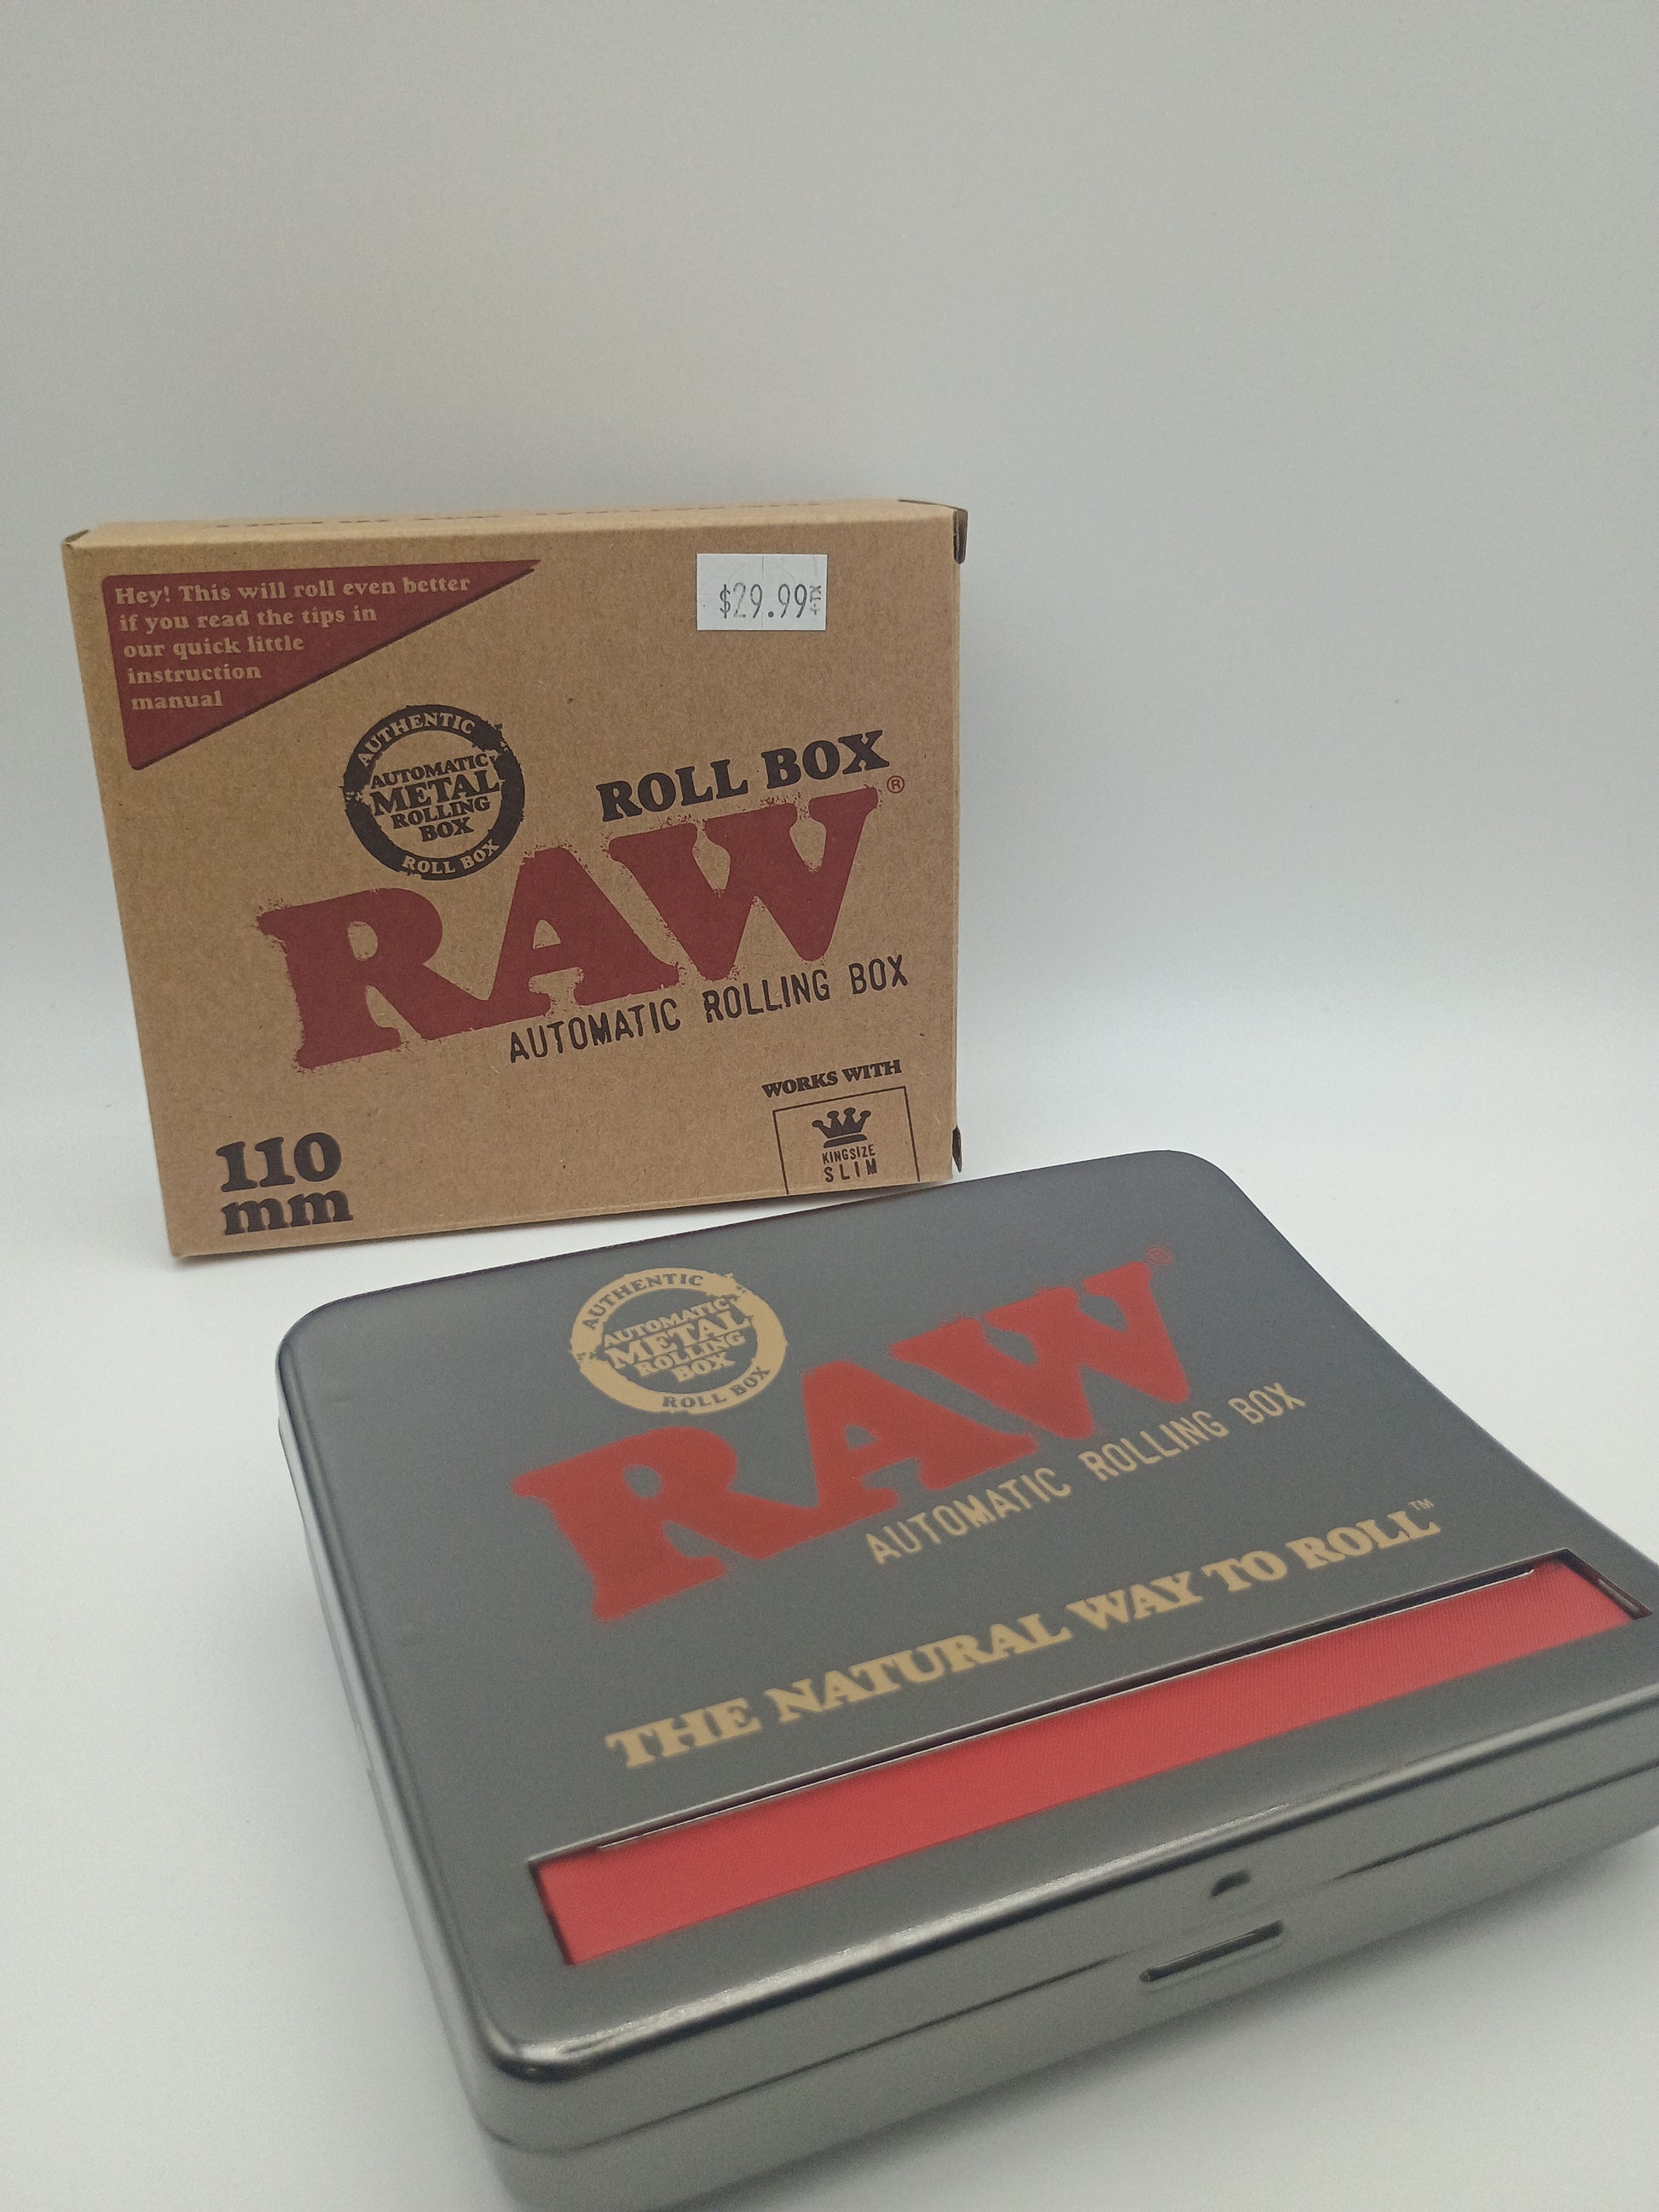 Hey! This will roll even better
if you read the tips in
our quick little
instruction
manual
$29.99 +TX
AUTHENTIC
AUTOMATIC
METAL
ROLLING
BOX
ROLL BOX
ROLL BOX
RAW®
AUTOMATIC ROLLING BOX
WORKS WITH
KINGSIZE
SLIM
110
mm
AUTHENTIC
AUTOMATIC
METAL
ROLLING
BOX
ROLL BOX
RAW®
AUTOMATIC ROLLING BOX
THE NATURAL WAY TO ROLL™